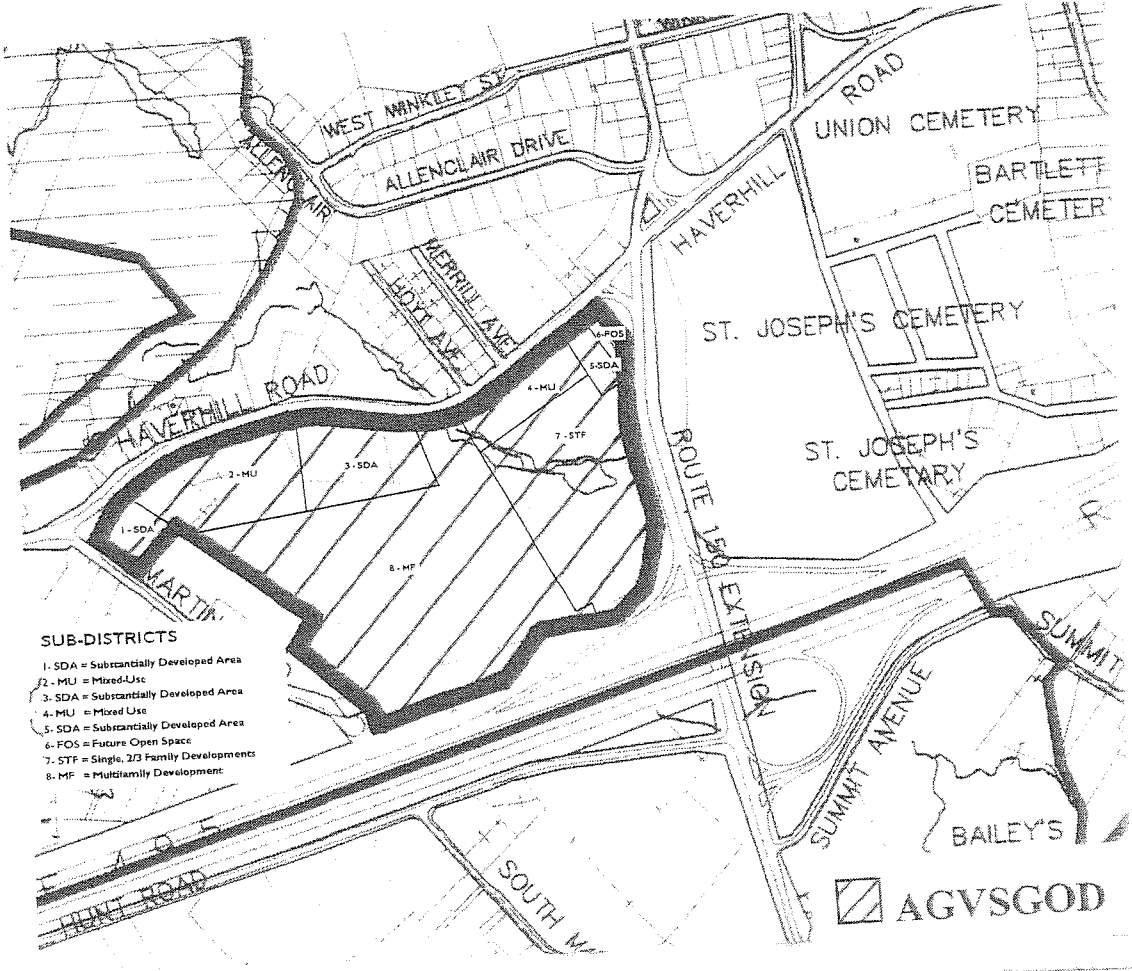 WEST WINKLEY ST
ALLENCLAIR DRIVE
ALLENCLAIR
HAVERHILL
ROAD
UNION CEMETERY
BARTLETT
CEMETER
MERRILL AVE
HOYT AVE
ST. JOSEPH'S CEMETERY
HAVERHILL ROAD
6-FOS
5-SDA
4-MU
7-STF
3-SDA
2-MU
1-SDA
8-MF
ROUTE 150 EXTENSION
ST. JOSEPH'S
CEMETARY
R
MARTIN
SUMMIT
SUMMIT AVENUE
BAILEY'S
SUB-DISTRICTS
1- SDA = Substantially Developed Area
2 - MU = Mixed-Use
3- SDA = Substantially Developed Area
4- MU = Mixed Use
5- SDA = Substantially Developed Area
6- FOS = Future Open Space
7- STF = Single, 2/3 Family Developments
8- MF = Multifamily Development
HUNT ROAD
SOUTH
AGVSGOD